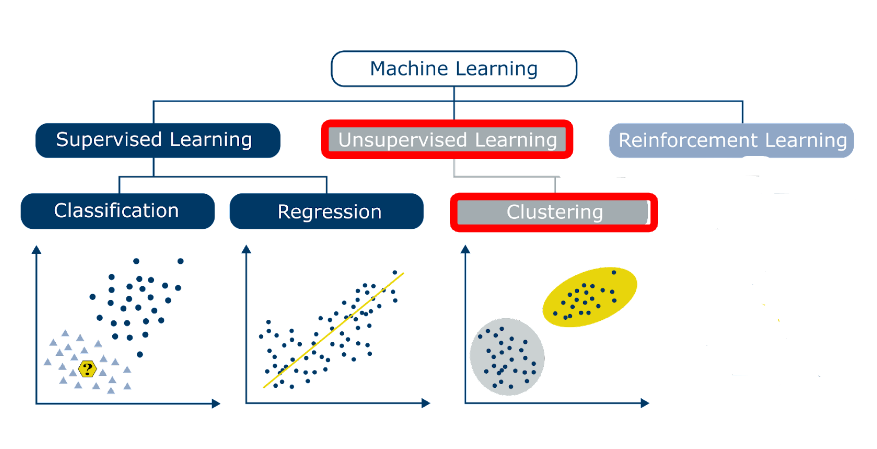 Machine Learning
Supervised Learning
Unsupervised Learning
Reinforcement Learning
Classification
Regression
Clustering
?